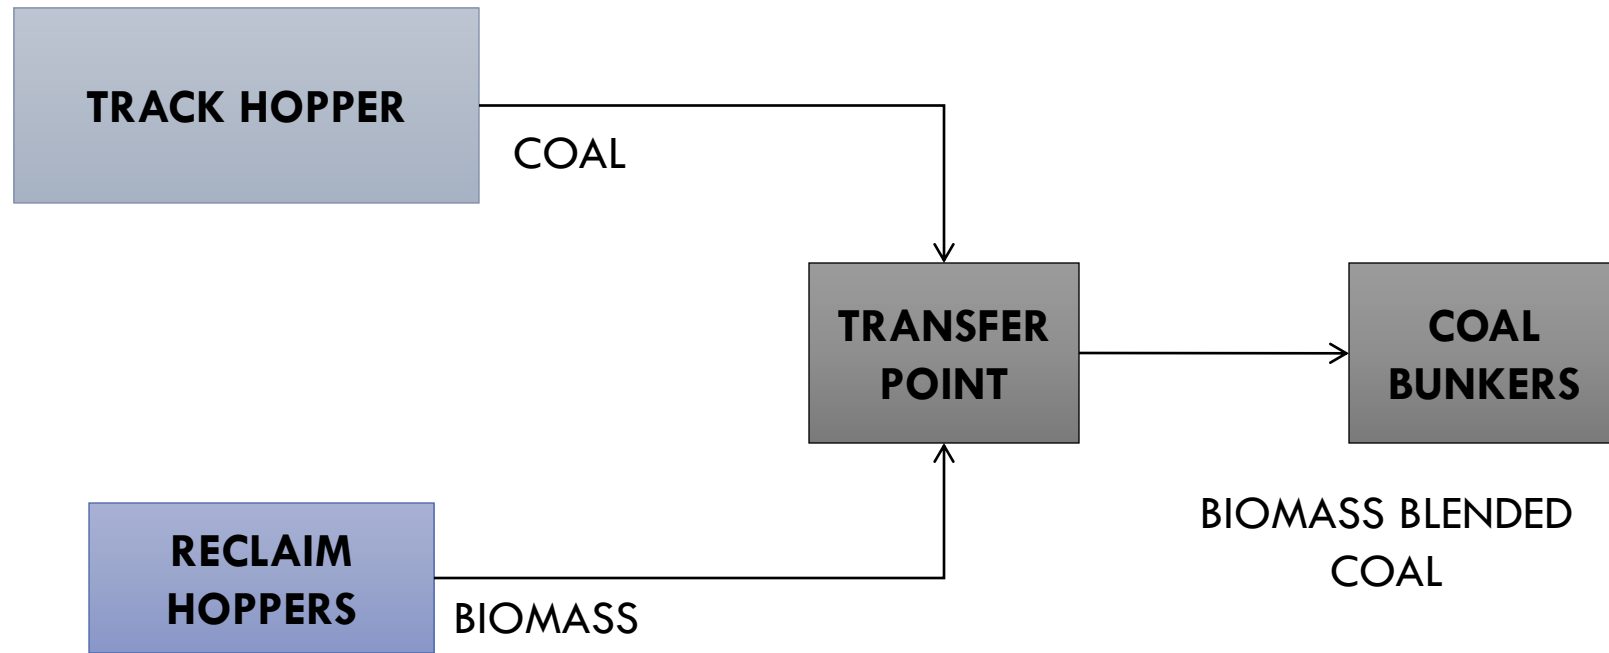 TRACK HOPPER
COAL
TRANSFER
POINT
COAL
BUNKERS
RECLAIM
HOPPERS
BIOMASS
BIOMASS BLENDED
COAL